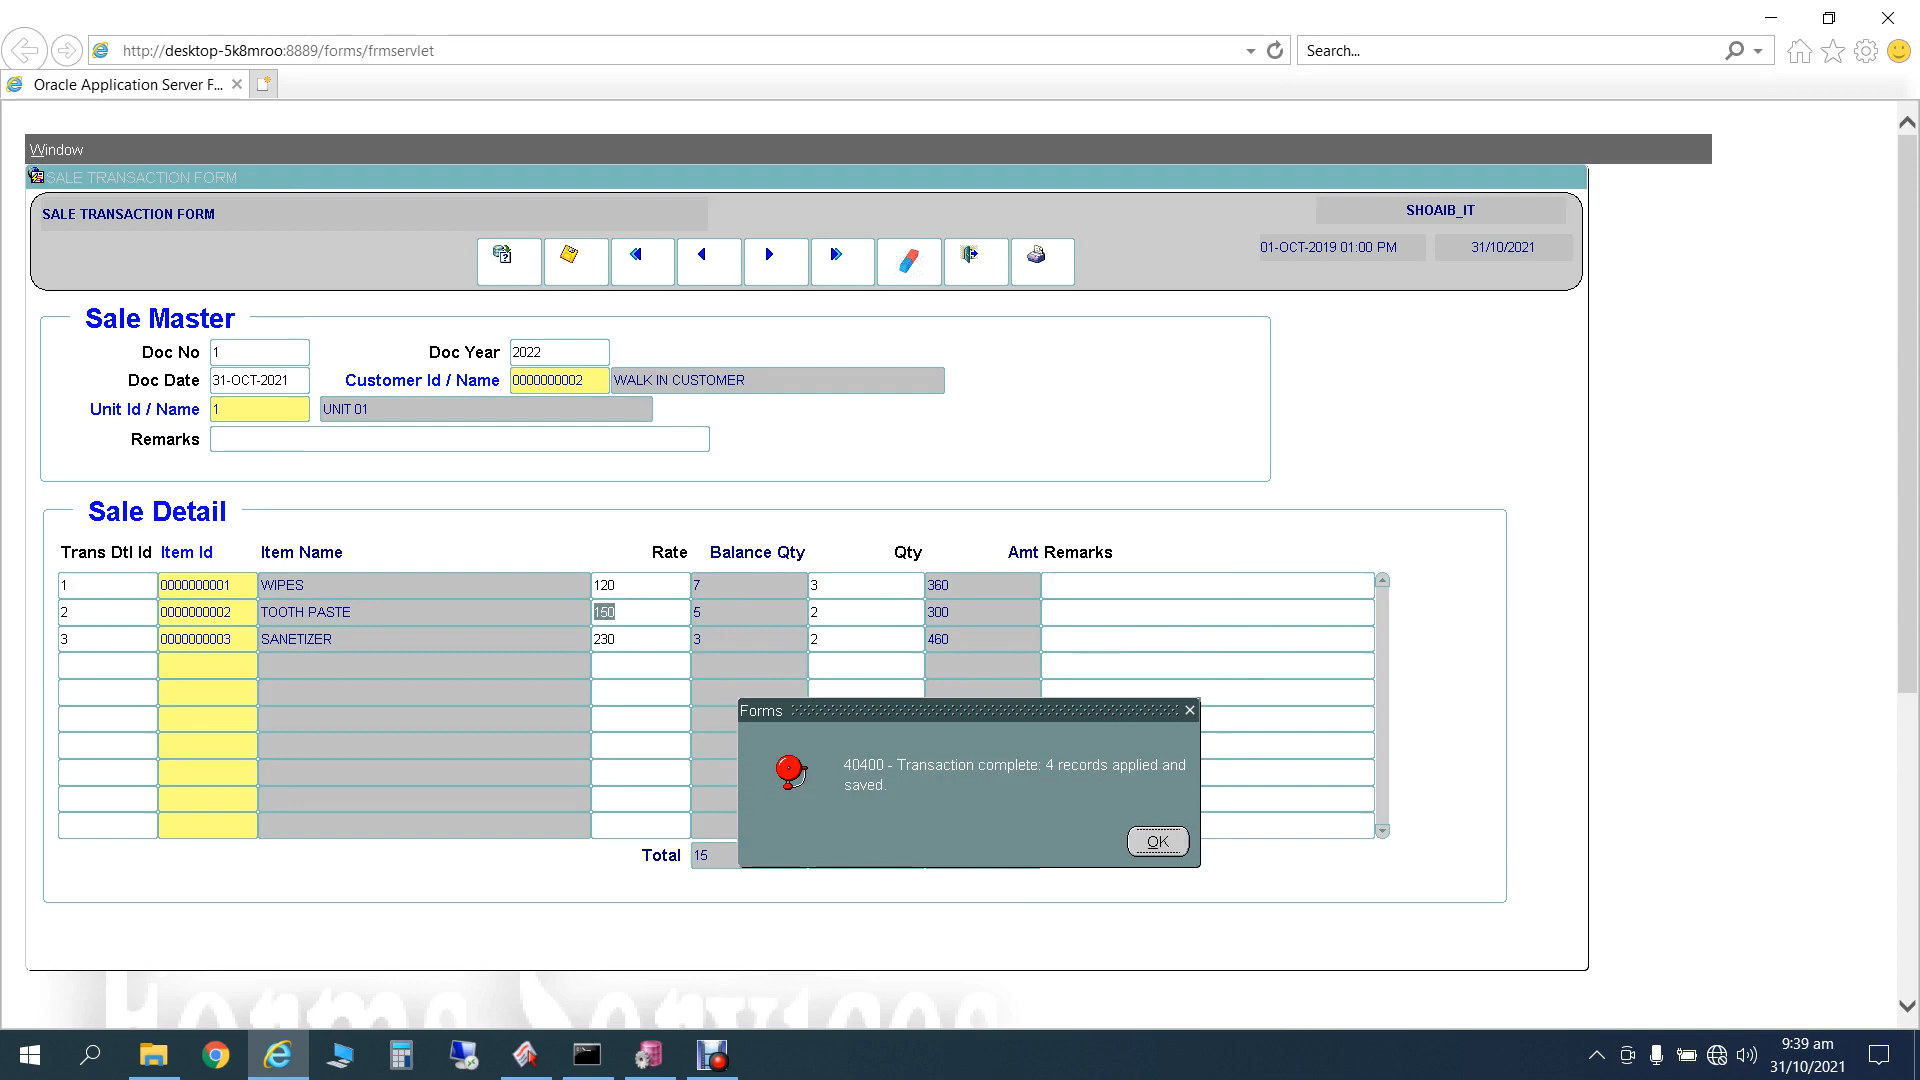 http://desktop-5k8mroo:8889/forms/frmservlet
Search...
Oracle Application Server F...
Window
SALE TRANSACTION FORM
SALE TRANSACTION FORM
SHOAIB_IT
01-OCT-2019 01:00 PM
31/10/2021
Sale Master
Doc No 1 Doc Year 2022
Doc Date 31-OCT-2021 Customer Id / Name 0000000002 WALK IN CUSTOMER
Unit Id / Name 1 UNIT 01
Remarks
Sale Detail
Trans Dtl Id Item Id Item Name Rate Balance Qty Qty Amt Remarks
1 0000000001 WIPES 120 7 3 360
2 0000000002 TOOTH PASTE 150 5 2 300
3 0000000003 SANETIZER 230 3 2 460
Forms
40400 - Transaction complete: 4 records applied and
saved.
OK
Total 15
Forms Services
9:39 am
31/10/2021